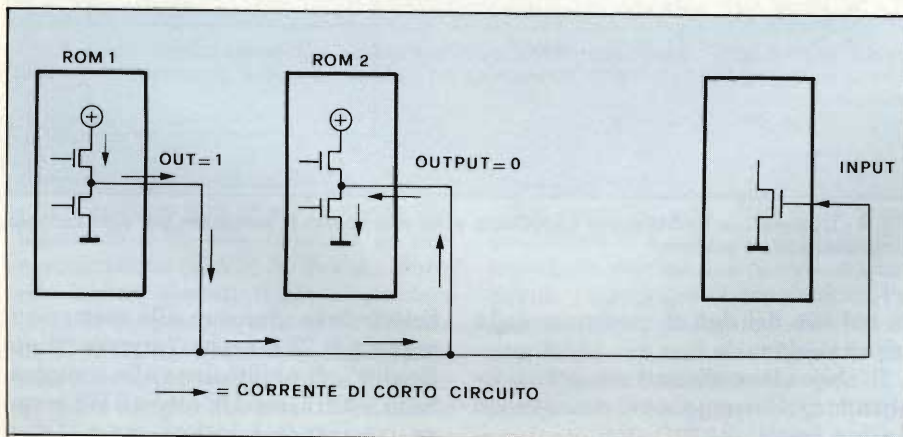 ROM 1
ROM 2
OUT=1
OUTPUT=0
INPUT
= CORRENTE DI CORTO CIRCUITO